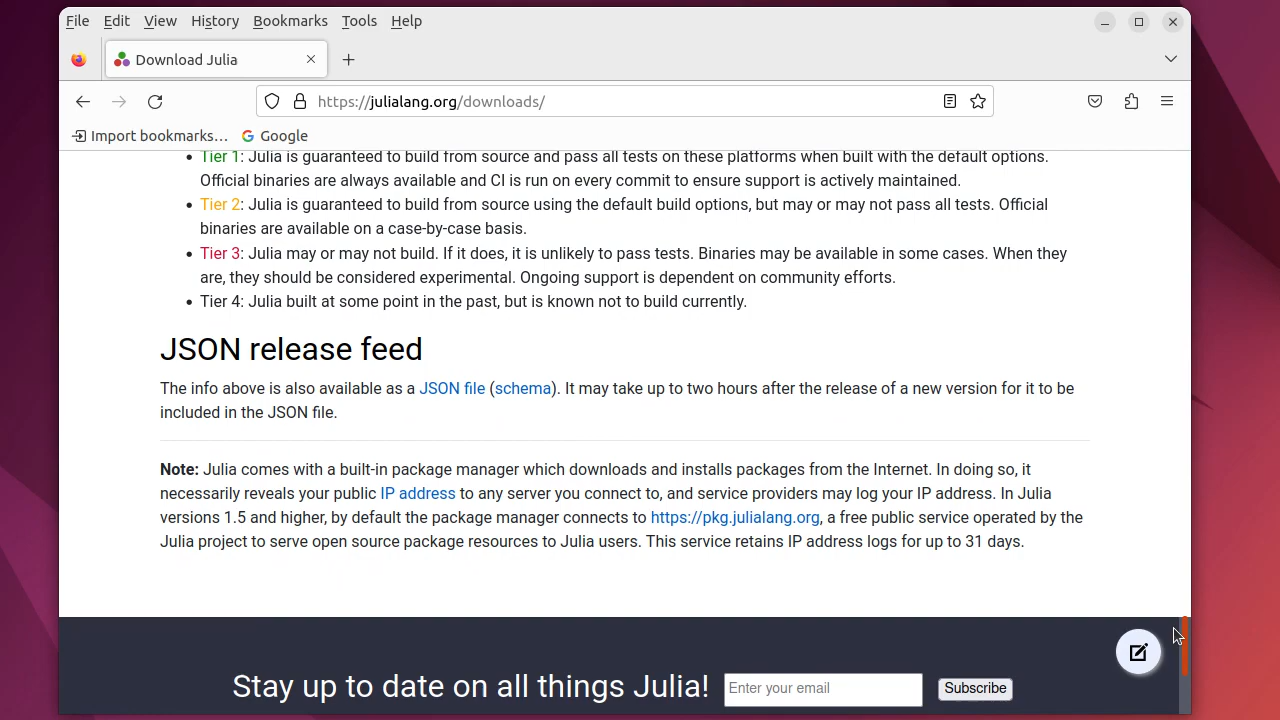 File Edit View History Bookmarks Tools Help
Download Julia
https://julialang.org/downloads/
Import bookmarks… Google
Tier 1: Julia is guaranteed to build from source and pass all tests on these platforms when built with the default options.
Official binaries are always available and CI is run on every commit to ensure support is actively maintained.
Tier 2: Julia is guaranteed to build from source using the default build options, but may or may not pass all tests. Official
binaries are available on a case-by-case basis.
Tier 3: Julia may or may not build. If it does, it is unlikely to pass tests. Binaries may be available in some cases. When they
are, they should be considered experimental. Ongoing support is dependent on community efforts.
Tier 4: Julia built at some point in the past, but is known not to build currently.
JSON release feed
The info above is also available as a JSON file (schema). It may take up to two hours after the release of a new version for it to be
included in the JSON file.
Note: Julia comes with a built-in package manager which downloads and installs packages from the Internet. In doing so, it
necessarily reveals your public IP address to any server you connect to, and service providers may log your IP address. In Julia
versions 1.5 and higher, by default the package manager connects to https://pkg.julialang.org, a free public service operated by the
Julia project to serve open source package resources to Julia users. This service retains IP address logs for up to 31 days.
Stay up to date on all things Julia! Enter your email Subscribe